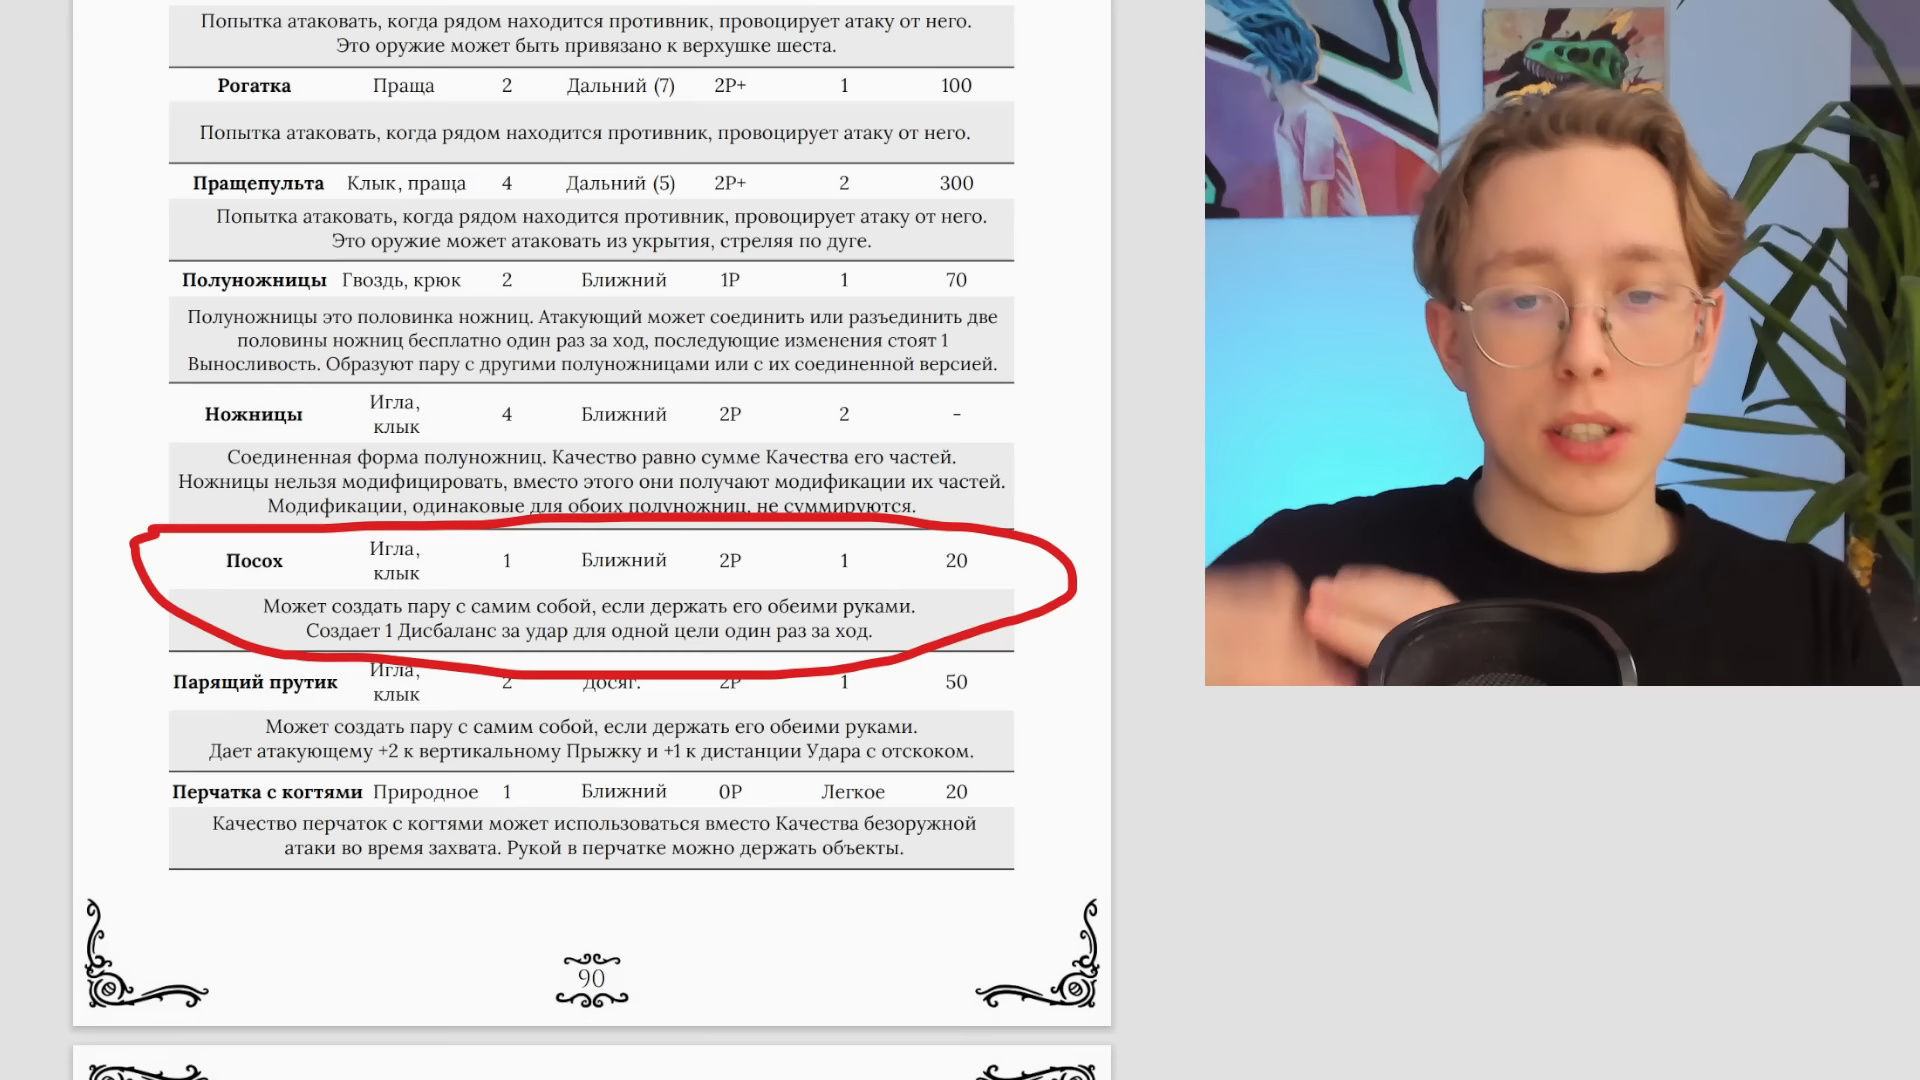 Попытка атаковать, когда рядом находится противник, провоцирует атаку от него.
Это оружие может быть привязано к верхушке шеста.
Рогатка Праща 2 Дальний (7) 2Р+ 1 100
Попытка атаковать, когда рядом находится противник, провоцирует атаку от него.
Пращепульта Клык, праща 4 Дальний (5) 2Р+ 2 300
Попытка атаковать, когда рядом находится противник, провоцирует атаку от него.
Это оружие может атаковать из укрытия, стреляя по дуге.
Полуножницы Гвоздь, крюк 2 Ближний 1Р 1 70
Полуножницы это половинка ножниц. Атакующий может соединить или разъединить две
половины ножниц бесплатно один раз за ход, последующие изменения стоят 1
Выносливость. Образуют пару с другими полуножницами или с их соединенной версией.
Игла,
Ножницы 4 Ближний 2Р 2 -
клык
Соединенная форма полуножниц. Качество равно сумме Качества его частей.
Ножницы нельзя модифицировать, вместо этого они получают модификации их частей.
Модификации, одинаковые для обоих полуножниц, не суммируются.
Игла,
Посох 1 Ближний 2Р 1 20
клык
Может создать пару с самим собой, если держать его обеими руками.
Создает 1 Дисбаланс за удар для одной цели один раз за ход.
Игла,
Парящий прутик 2 Досяг. 2Р 1 50
клык
Может создать пару с самим собой, если держать его обеими руками.
Дает атакующему +2 к вертикальному Прыжку и +1 к дистанции Удара с отскоком.
Перчатка с когтями Природное 1 Ближний 0Р Легкое 20
Качество перчаток с когтями может использоваться вместо Качества безоружной
атаки во время захвата. Рукой в перчатке можно держать объекты.
90